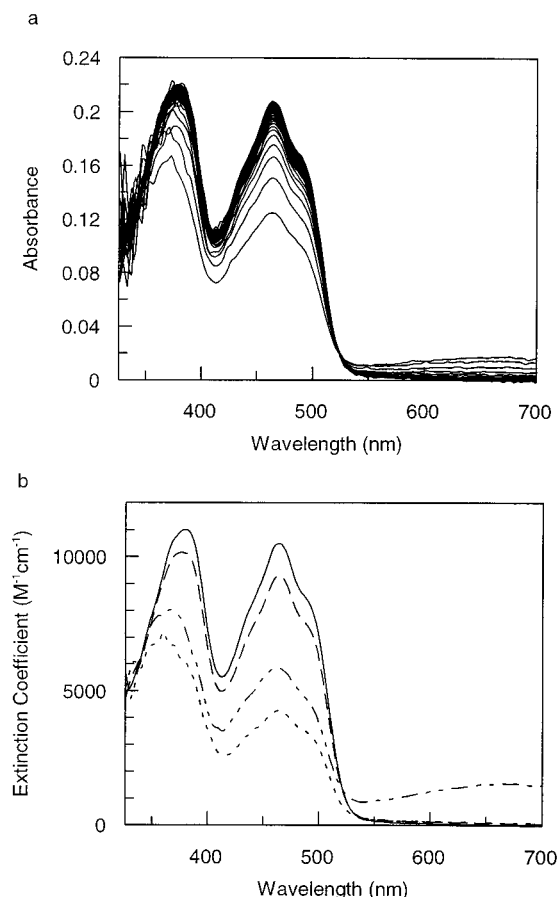 a
0.24
0.2
0.16
0.12
0.08
0.04
0
Absorbance
400 500 600 700
Wavelength (nm)
b
10000
5000
0
Extinction Coefficient (M⁻¹cm⁻¹)
400 500 600 700
Wavelength (nm)